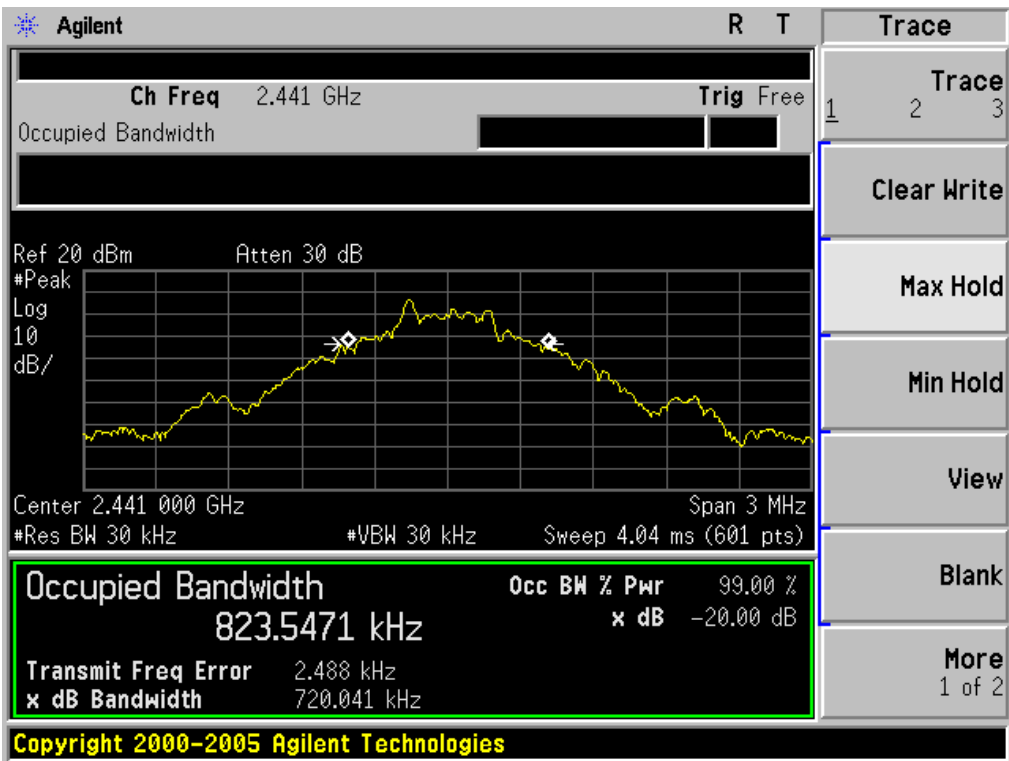 Agilent
R T
Trace
Ch Freq 2.441 GHz
Trig Free
Occupied Bandwidth
Trace
1 2 3
Clear Write
Max Hold
Min Hold
View
Blank
More
1 of 2
Ref 20 dBm
Atten 30 dB
#Peak
Log
10
dB/
Center 2.441 000 GHz
Span 3 MHz
#Res BW 30 kHz
#VBW 30 kHz
Sweep 4.04 ms (601 pts)
Occupied Bandwidth
823.5471 kHz
Occ BW % Pwr 99.00 %
x dB -20.00 dB
Transmit Freq Error 2.488 kHz
x dB Bandwidth 720.041 kHz
Copyright 2000-2005 Agilent Technologies